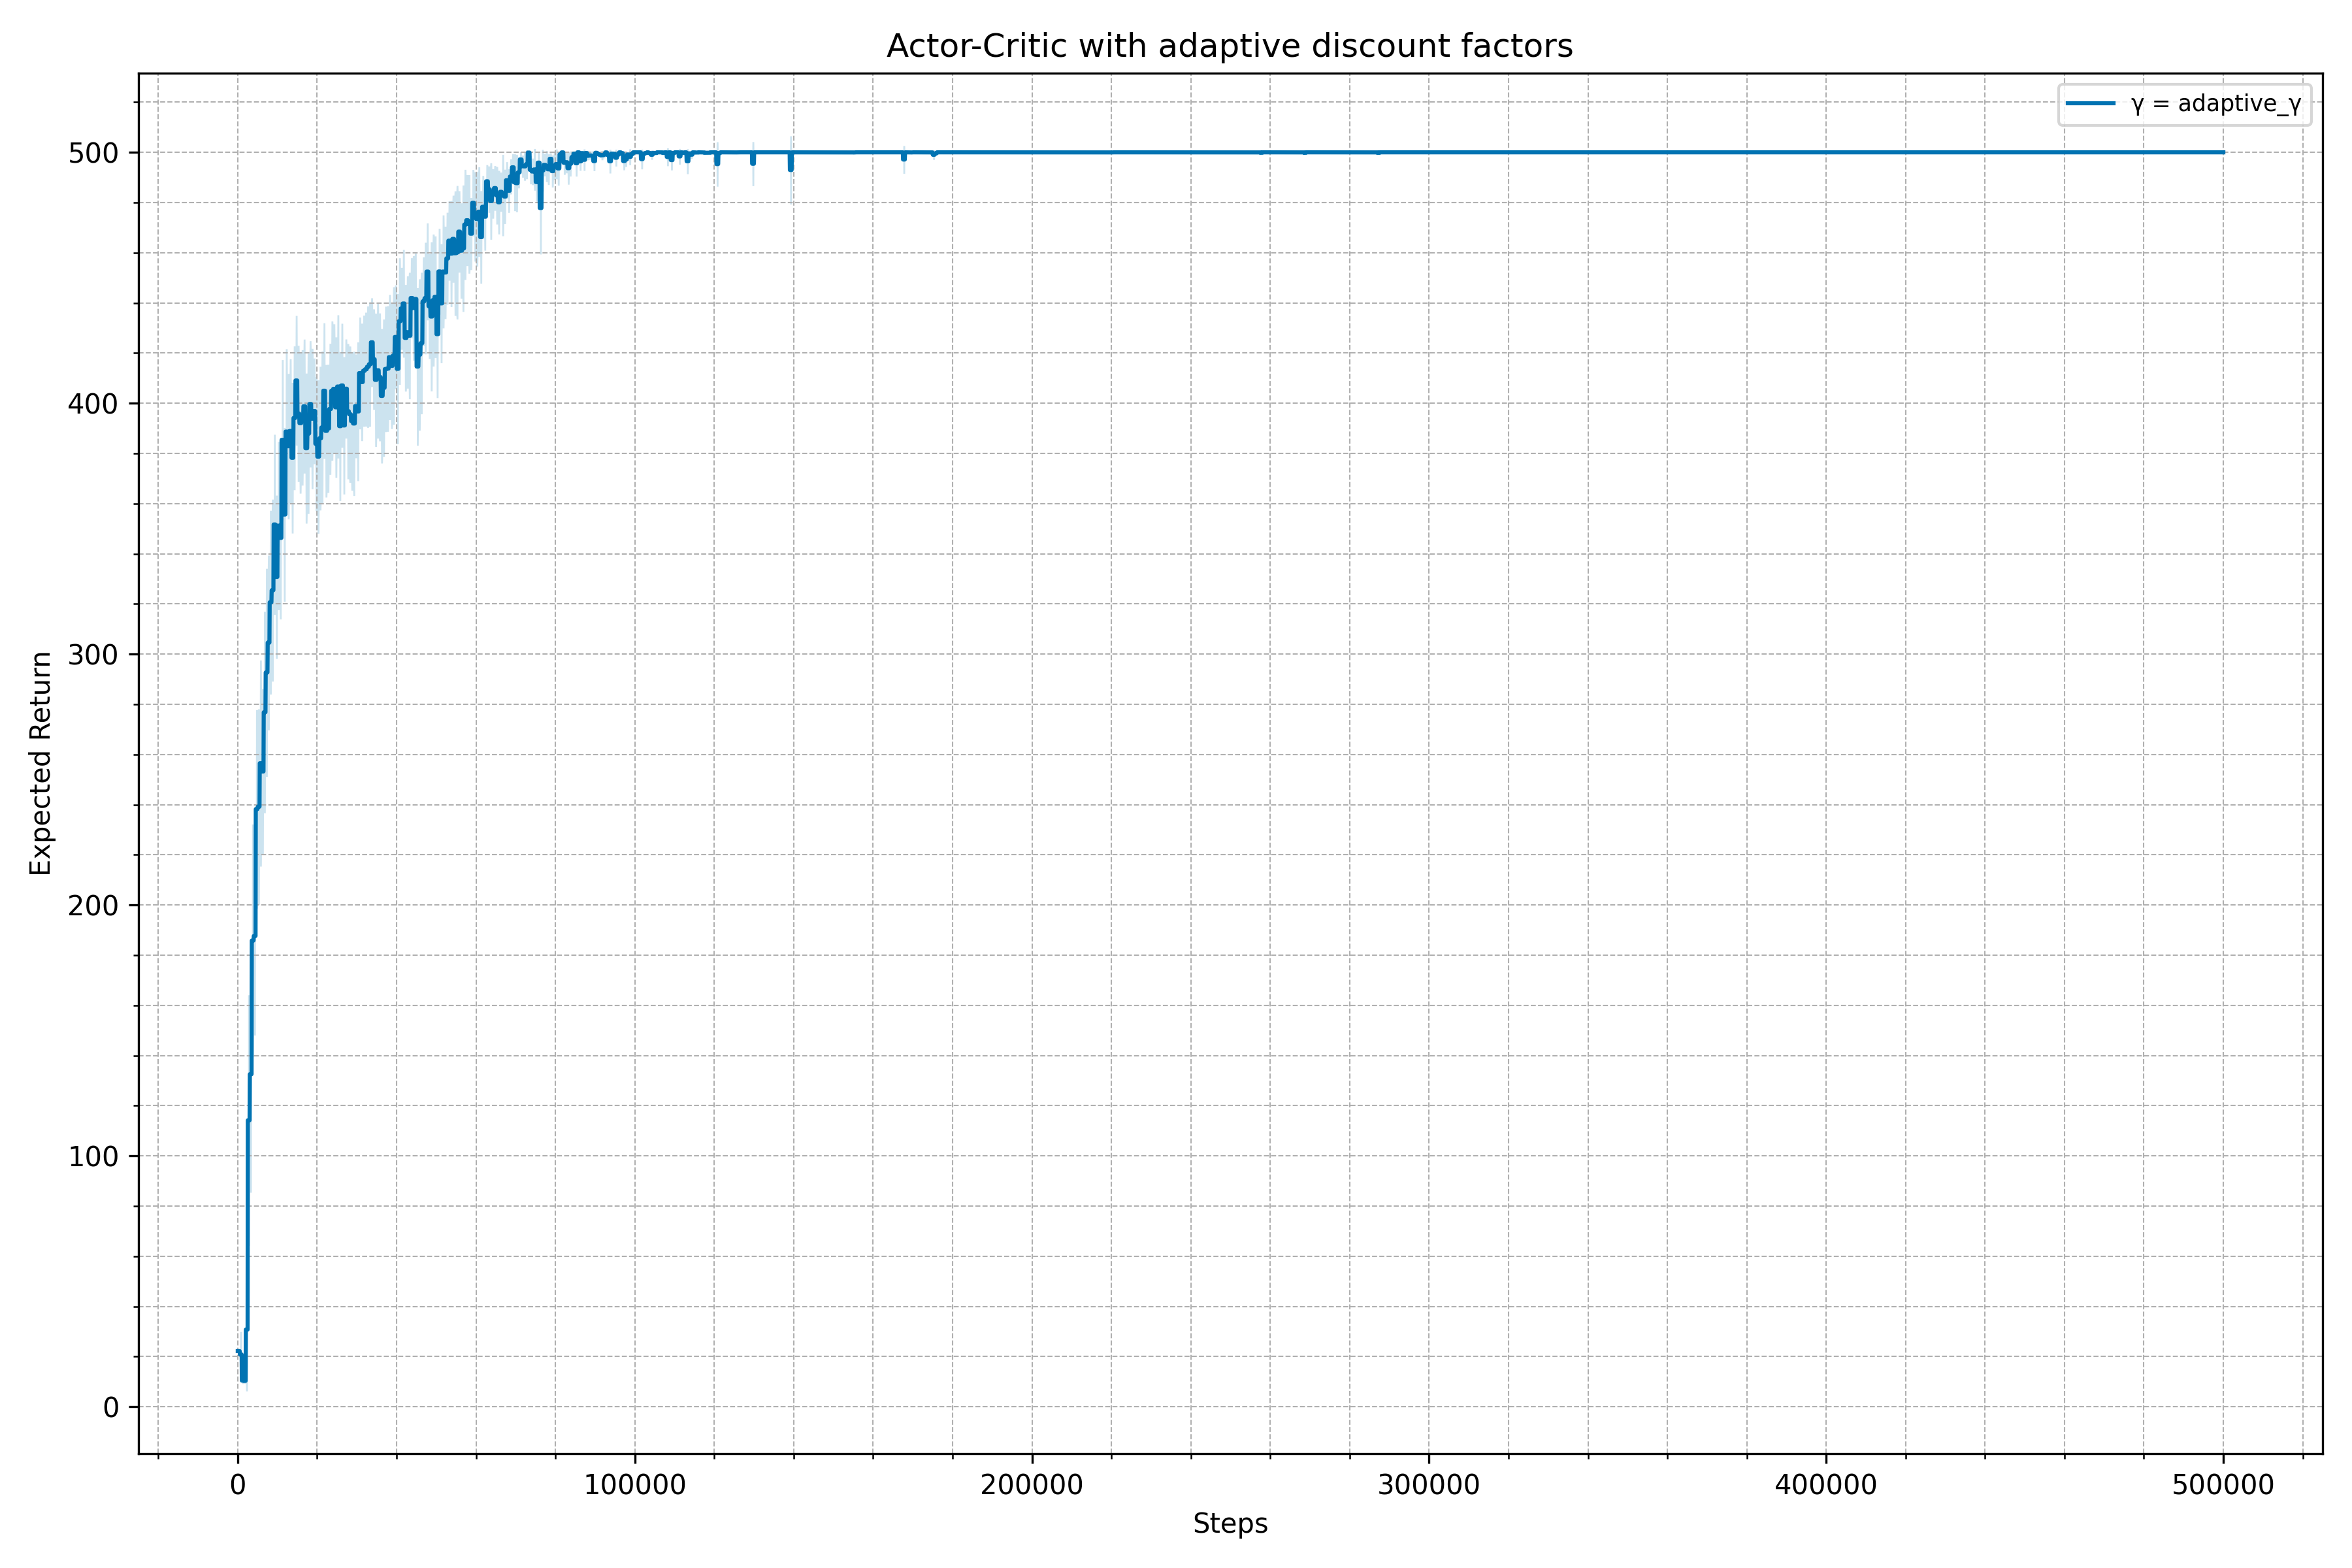 Actor-Critic with adaptive discount factors
γ = adaptive_γ
500
400
300
200
100
0
Expected Return
0 100000 200000 300000 400000 500000
Steps